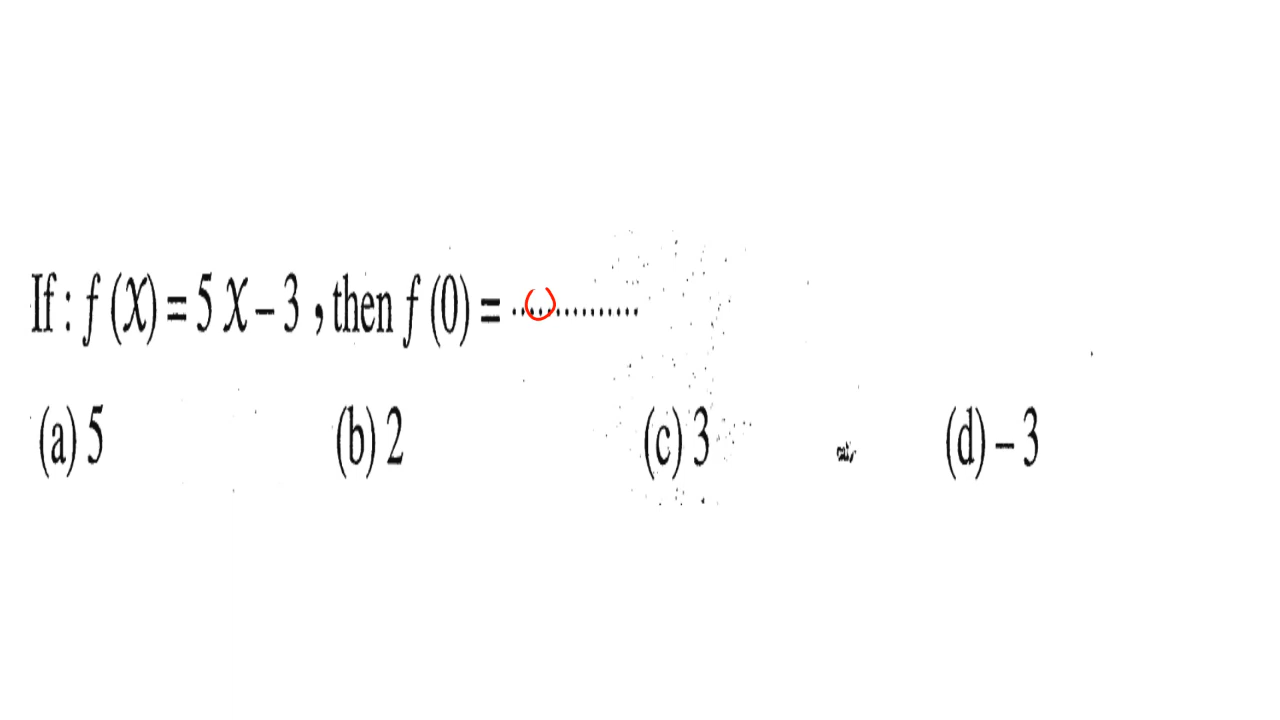 If : f (X) = 5 X – 3 , then f (0) = ..............
(a) 5 (b) 2 (c) 3 (d) – 3